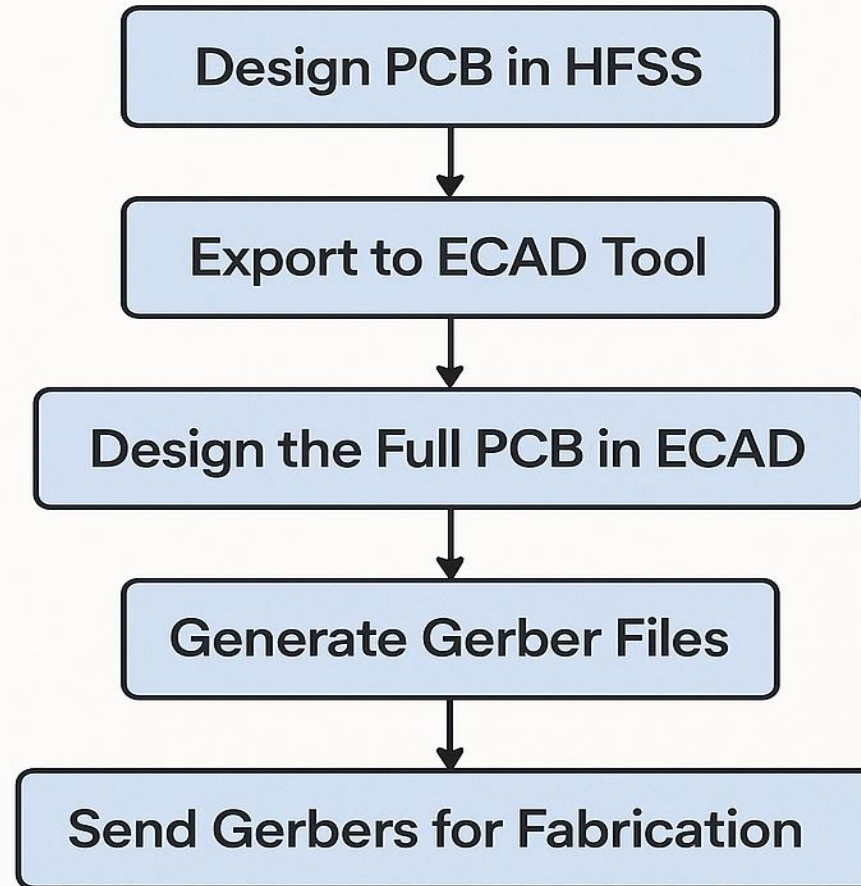 Design PCB in HFSS
Export to ECAD Tool
Design the Full PCB in ECAD
Generate Gerber Files
Send Gerbers for Fabrication